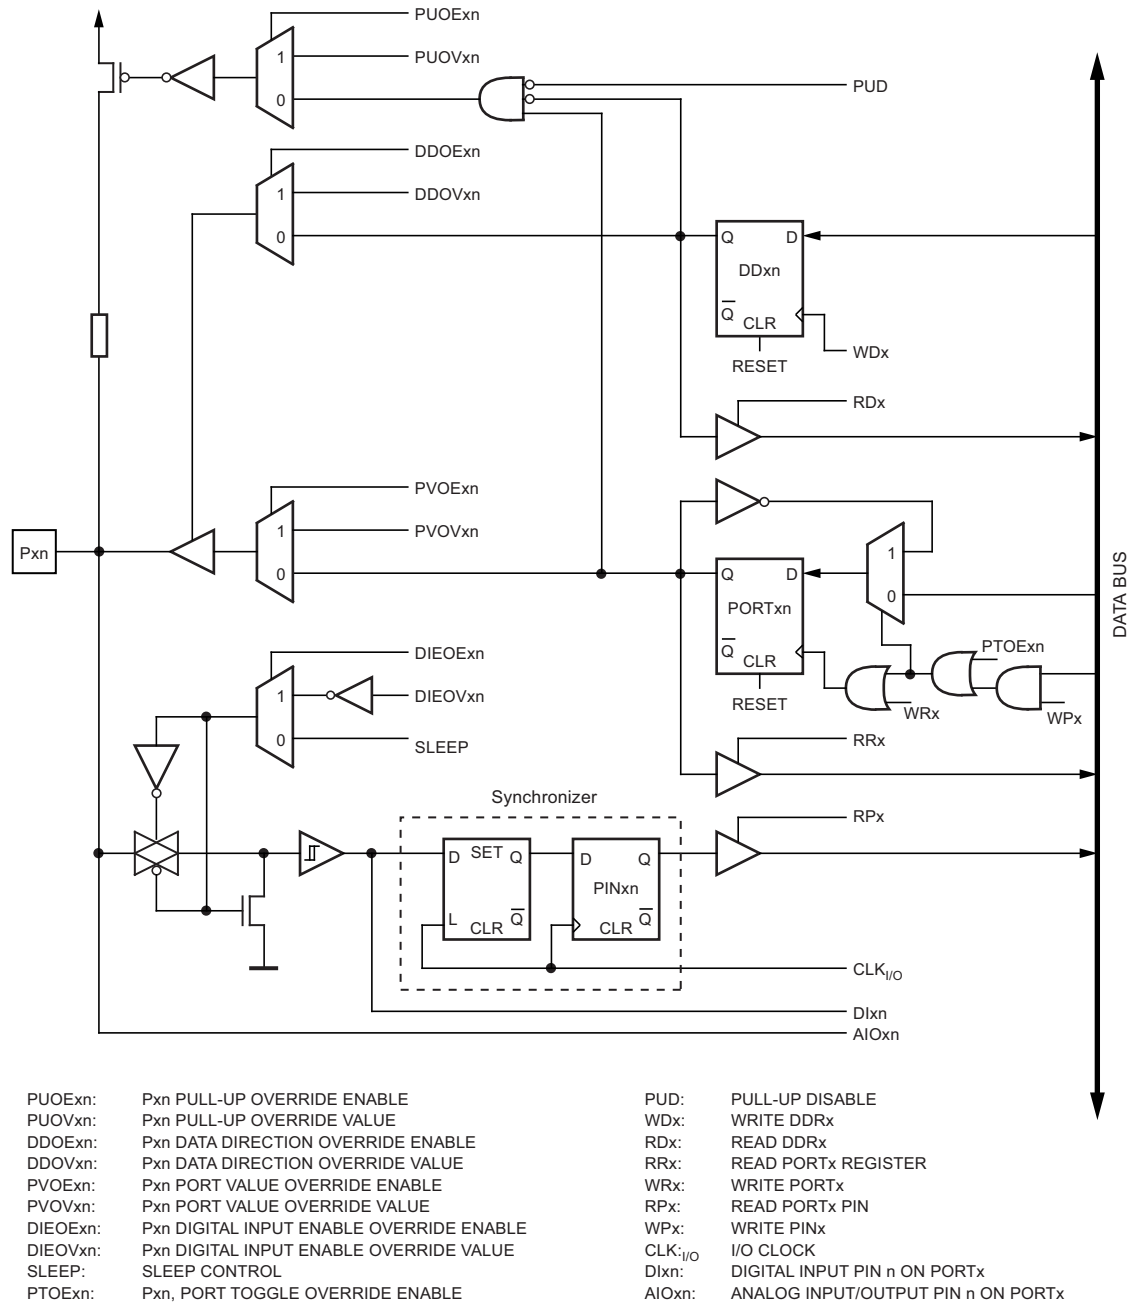 PUOExn
PUOVxn
1
0
PUD
DDOExn
DDOVxn
1
0
Q D
DDxn
Q
CLR
RESET
WDx
RDx
PVOExn
PVOVxn
1
0
Pxn
1
0
Q D
PORTxn
Q
CLR
RESET
PTOExn
WRx
WPx
DATA BUS
DIEOExn
DIEOVxn
1
0
SLEEP
RRx
RPx
Synchronizer
D SET Q
L
CLR Q
D Q
PINxn
CLR Q
CLKI/O
DIxn
AIOxn
PUOExn: Pxn PULL-UP OVERRIDE ENABLE
PUOVxn: Pxn PULL-UP OVERRIDE VALUE
DDOExn: Pxn DATA DIRECTION OVERRIDE ENABLE
DDOVxn: Pxn DATA DIRECTION OVERRIDE VALUE
PVOExn: Pxn PORT VALUE OVERRIDE ENABLE
PVOVxn: Pxn PORT VALUE OVERRIDE VALUE
DIEOExn: Pxn DIGITAL INPUT ENABLE OVERRIDE ENABLE
DIEOVxn: Pxn DIGITAL INPUT ENABLE OVERRIDE VALUE
SLEEP: SLEEP CONTROL
PTOExn: Pxn, PORT TOGGLE OVERRIDE ENABLE
PUD: PULL-UP DISABLE
WDx: WRITE DDRx
RDx: READ DDRx
RRx: READ PORTx REGISTER
WRx: WRITE PORTx
RPx: READ PORTx PIN
WPx: WRITE PINx
CLK:I/O I/O CLOCK
DIxn: DIGITAL INPUT PIN n ON PORTx
AIOxn: ANALOG INPUT/OUTPUT PIN n ON PORTx